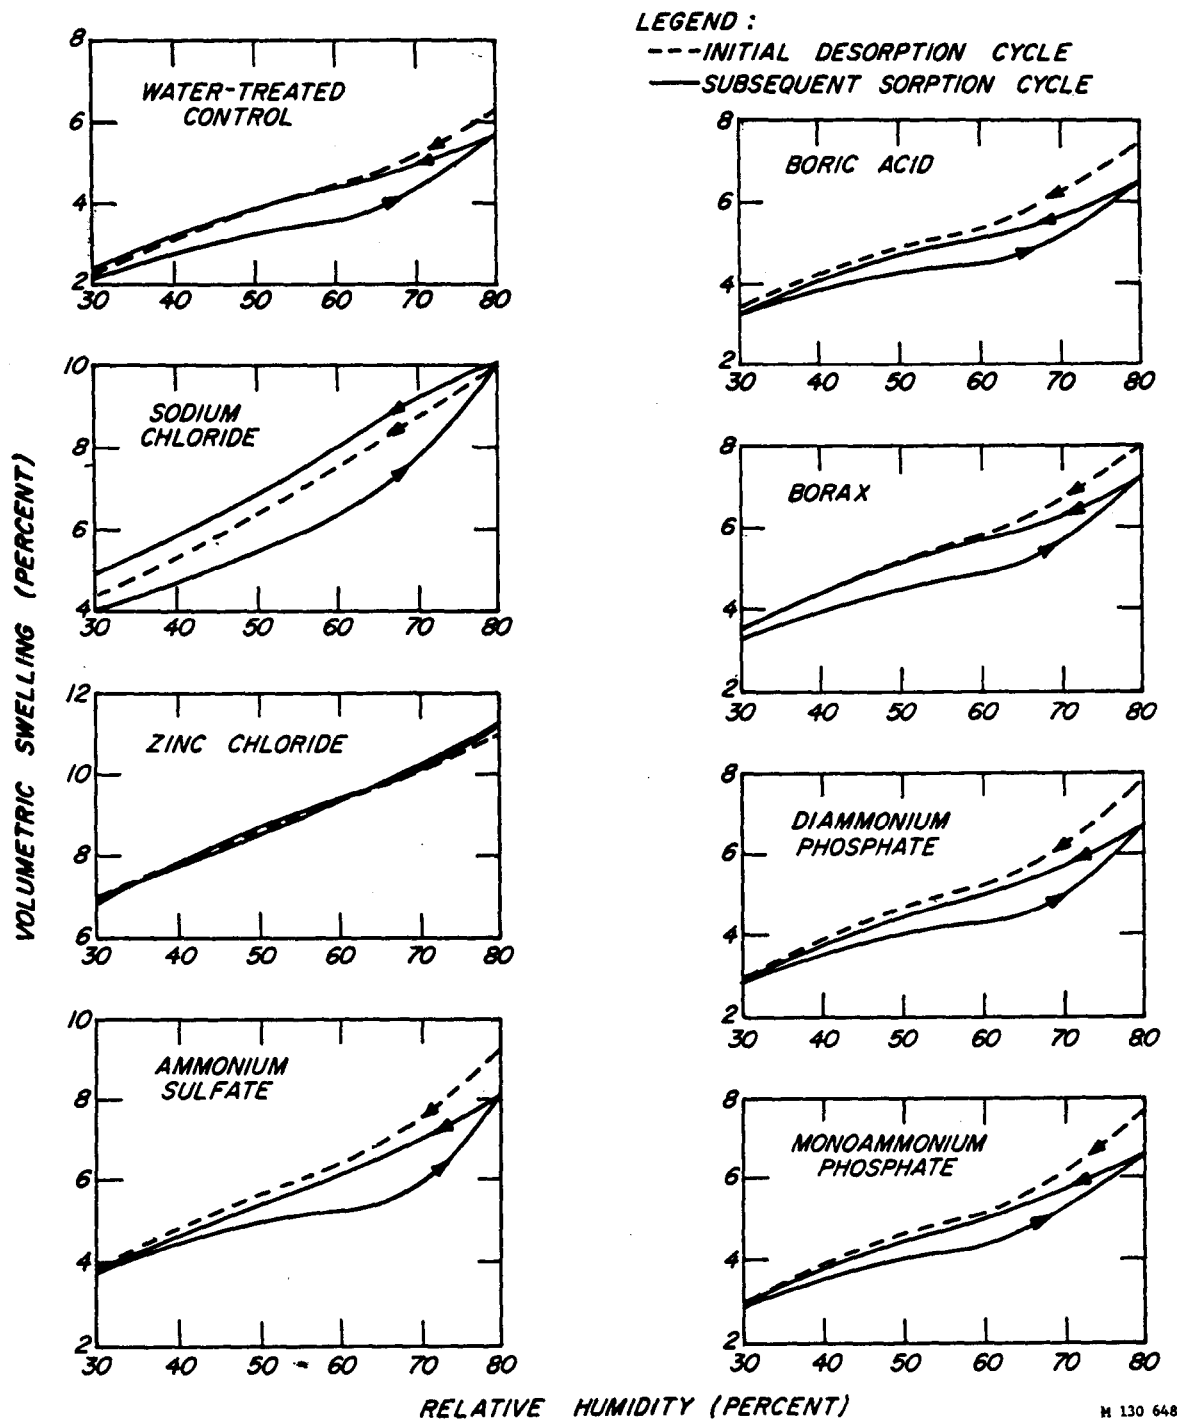 LEGEND :
INITIAL DESORPTION CYCLE
SUBSEQUENT SORPTION CYCLE
VOLUMETRIC SWELLING (PERCENT)
8
6
4
2
WATER-TREATED
CONTROL
30 40 50 60 70 80
10
8
6
4
SODIUM
CHLORIDE
30 40 50 60 70 80
12
10
8
6
ZINC CHLORIDE
30 40 50 60 70 80
10
8
6
4
2
AMMONIUM
SULFATE
30 40 50 60 70 80
8
6
4
2
BORIC ACID
30 40 50 60 70 80
8
6
4
2
BORAX
30 40 50 60 70 80
8
6
4
2
DIAMMONIUM
PHOSPHATE
30 40 50 60 70 80
8
6
4
2
MONOAMMONIUM
PHOSPHATE
30 40 50 60 70 80
RELATIVE HUMIDITY (PERCENT)
M 130 648